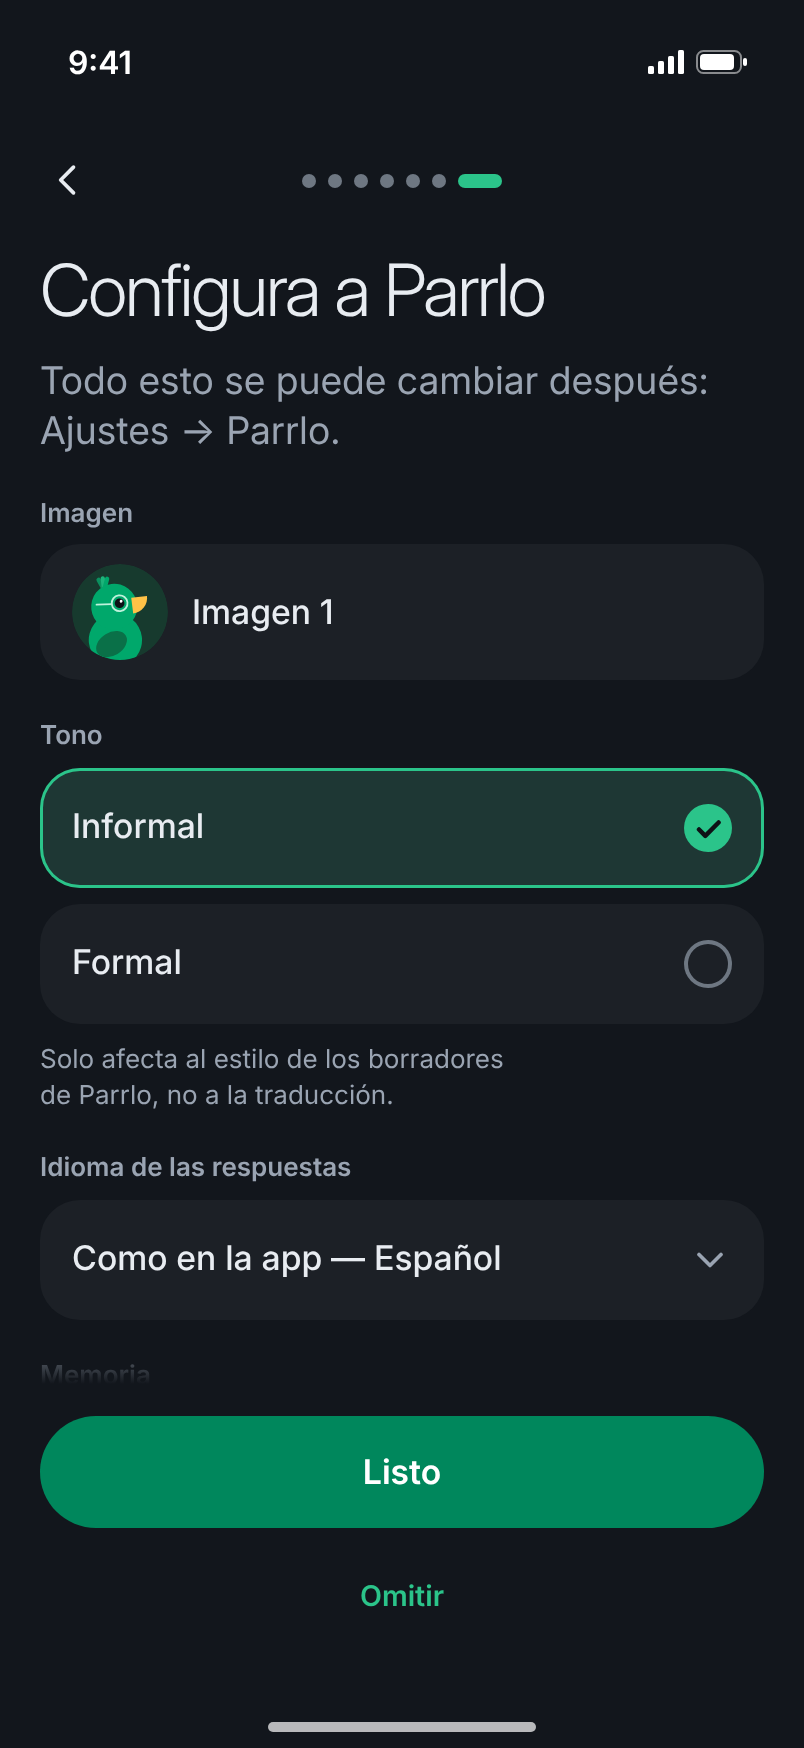 9:41
Configura a Parrlo
Todo esto se puede cambiar después:
Ajustes → Parrlo.
Imagen
Imagen 1
Tono
Informal
Formal
Solo afecta al estilo de los borradores
de Parrlo, no a la traducción.
Idioma de las respuestas
Como en la app — Español
Memoria
Listo
Omitir